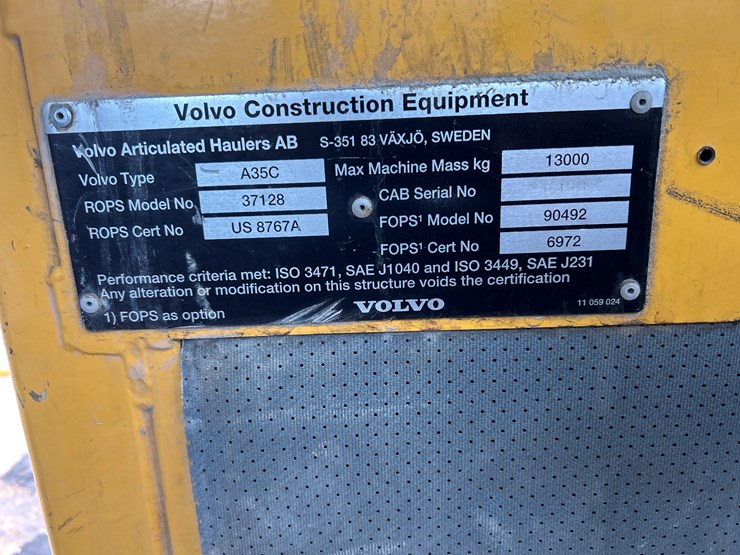 Volvo Construction Equipment
Volvo Articulated Haulers AB S-351 83 VÄXJÖ, SWEDEN
Volvo Type A35C Max Machine Mass kg 13000
ROPS Model No 37128 CAB Serial No
ROPS Cert No US 8767A FOPS¹ Model No 90492
FOPS¹ Cert No 6972
Performance criteria met: ISO 3471, SAE J1040 and ISO 3449, SAE J231
Any alteration or modification on this structure voids the certification
1) FOPS as option VOLVO 11 059 024